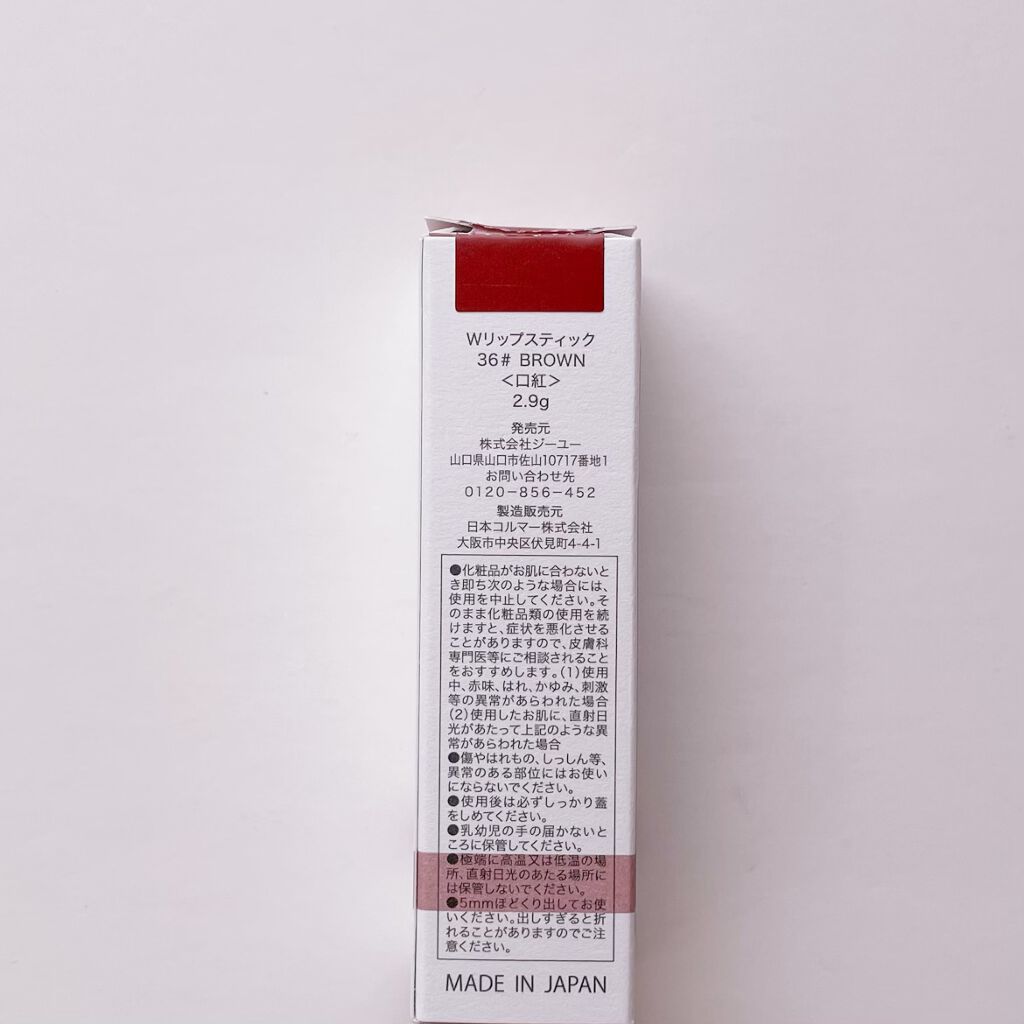 Wリップスティック
36# BROWN
＜口紅＞
2.9g
発売元
株式会社ジーユー
山口県山口市佐山10717番地1
お問い合わせ先
0120−856−452
製造販売元
日本コルマー株式会社
大阪市中央区伏見町4-4-1
●化粧品がお肌に合わないと
き即ち次のような場合には、
使用を中止してください。そ
のまま化粧品類の使用を続
けますと、症状を悪化させる
ことがありますので、皮膚科
専門医等にご相談されること
をおすすめします。(1)使用
中、赤味、はれ、かゆみ、刺激
等の異常があらわれた場合
(2)使用したお肌に、直射日
光があたって上記のような異
常があらわれた場合
●傷やはれもの、しっしん等、
異常のある部位にはお使い
にならないでください。
●使用後は必ずしっかり蓋
をしめてください。
●乳幼児の手の届かないと
ころに保管してください。
●極端に高温又は低温の場
所、直射日光のあたる場所に
は保管しないでください。
●5mmほどくり出してお使
いください。出しすぎると折
れることがありますのでご注
意ください。
MADE IN JAPAN